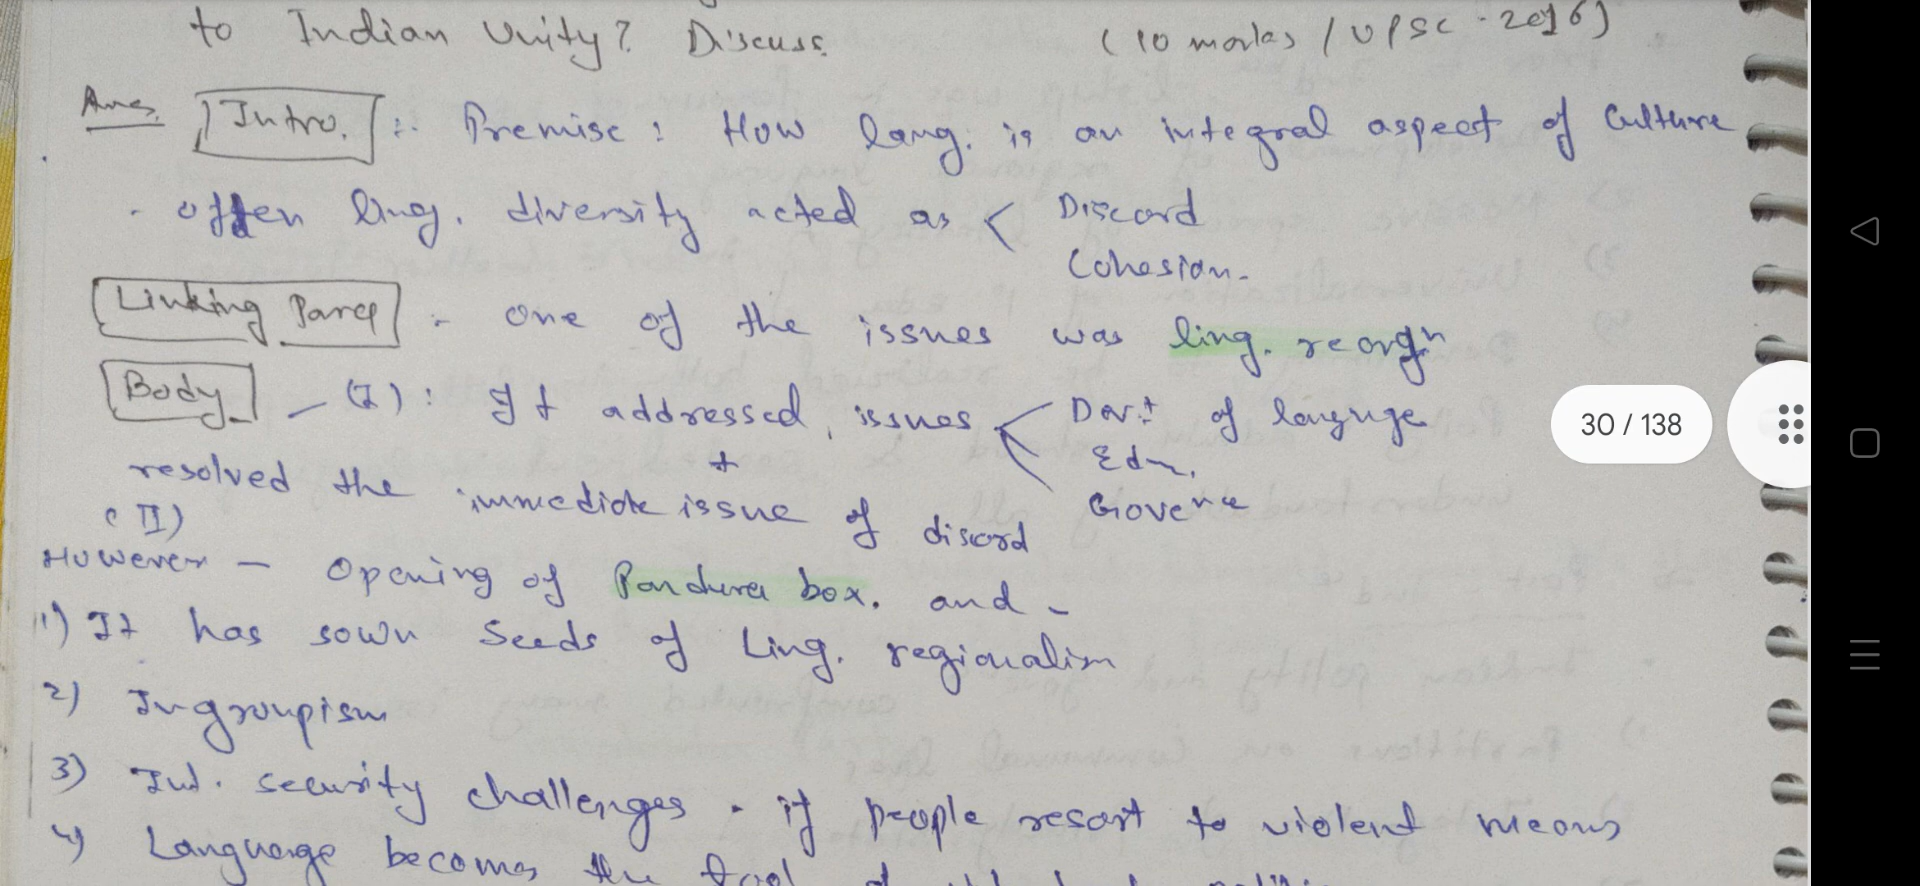 to Indian Unity? Discuss. (10 marks / UPSC - 2016)
Ans. Intro. :. Premise : How lang. is an integral aspect of Culture
- often ling. diversity acted as < Discord
Cohesion -
Linking Para :- One of the issues was ling. reorgn
Body - (I) : It addressed, issues < Devt of languge
+ Edn.
resolved the immediate issue of discord Governce
(II)
However - Opening of Pandura box. and -
1) It has sown Seeds of Ling. regionalism
2) Ingroupism
3) Int. security challenges - if people resort to violent means
4) Language becomes the tool of
30 / 138